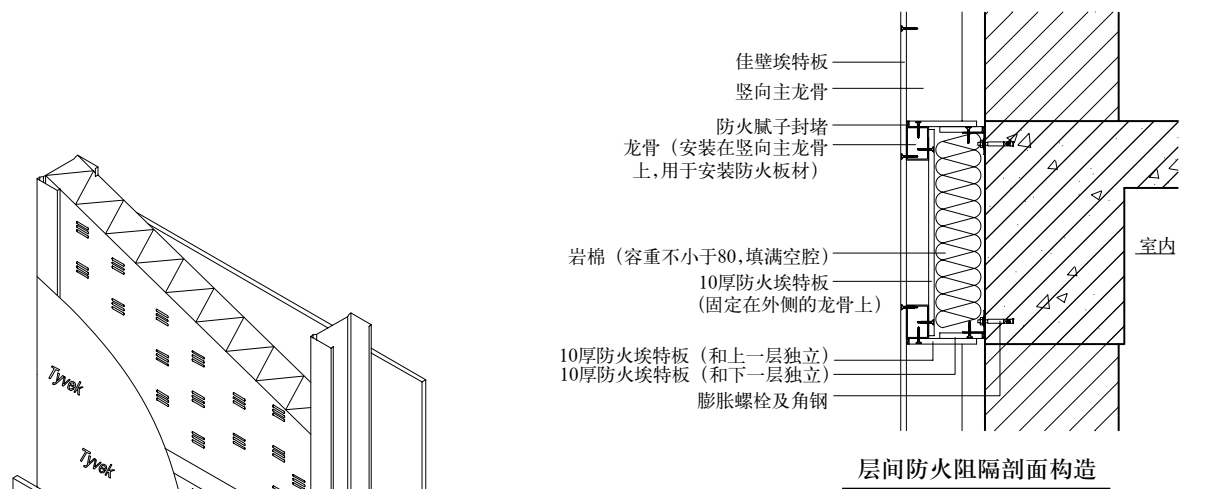 佳壁埃特板
竖向主龙骨
防火腻子封堵
龙骨（安装在竖向主龙骨
上,用于安装防火板材）
岩棉（容重不小于80,填满空腔）
10厚防火埃特板
(固定在外侧的龙骨上）
10厚防火埃特板（和上一层独立）
10厚防火埃特板（和下一层独立）
膨胀螺栓及角钢
室内
层间防火阻隔剖面构造
Tyvek
Tyvek